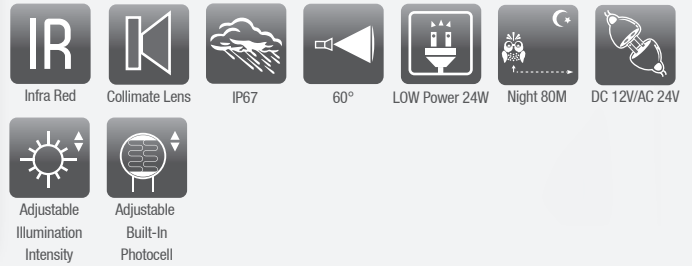 IR
Infra Red
Collimate Lens
IP67
60°
LOW Power 24W
Night 80M
DC 12V/AC 24V
Adjustable
Illumination
Intensity
Adjustable
Built-In
Photocell